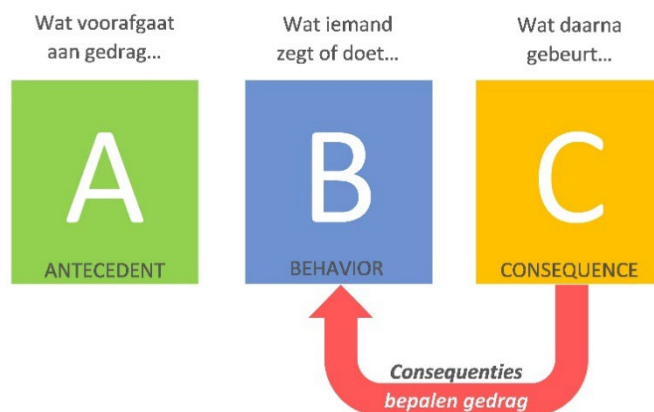 Wat voorafgaat
aan gedrag...
Wat iemand
zegt of doet...
Wat daarna
gebeurt...
A
ANTECEDENT
B
BEHAVIOR
C
CONSEQUENCE
Consequenties
bepalen gedrag